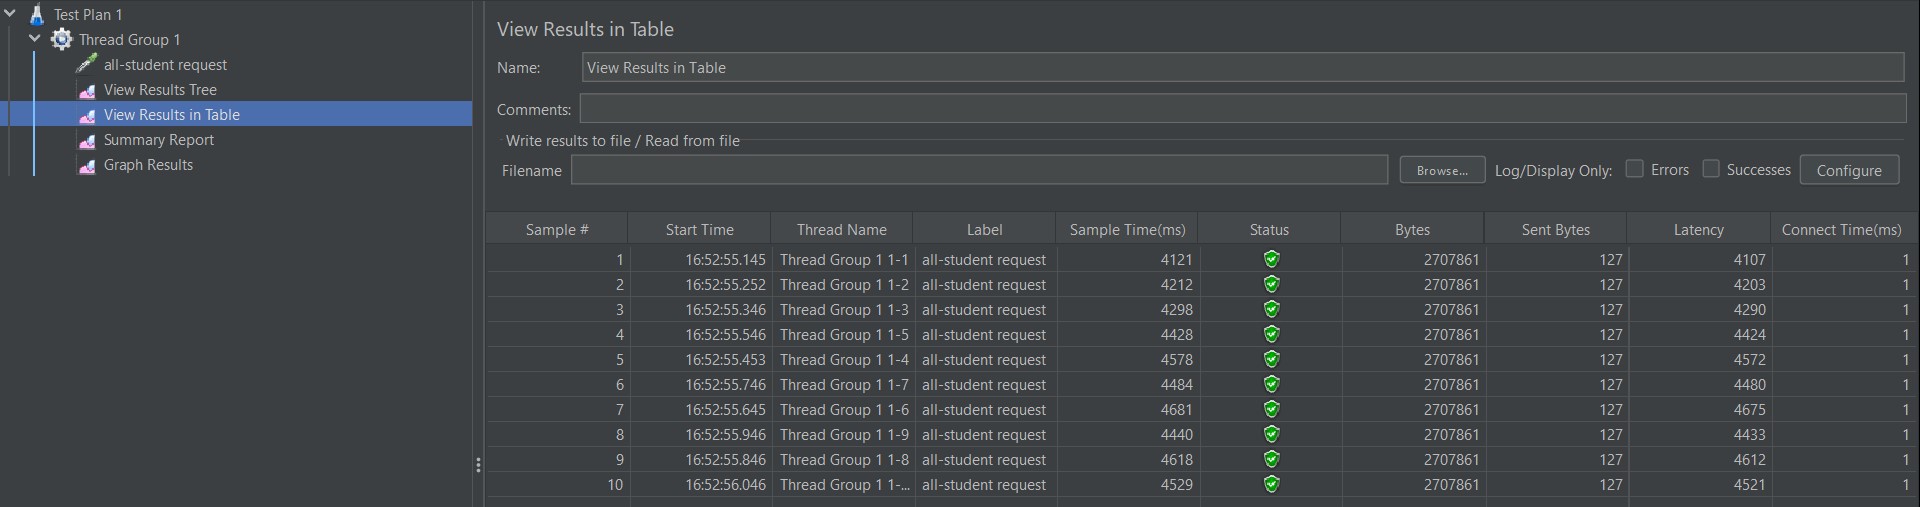 Test Plan 1
Thread Group 1
all-student request
View Results Tree
View Results in Table
Summary Report
Graph Results
View Results in Table
Name: View Results in Table
Comments:
Write results to file / Read from file
Filename Browse... Log/Display Only: Errors Successes Configure
Sample # Start Time Thread Name Label Sample Time(ms) Status Bytes Sent Bytes Latency Connect Time(ms)
1 16:52:55.145 Thread Group 1 1-1 all-student request 4121 2707861 127 4107 1
2 16:52:55.252 Thread Group 1 1-2 all-student request 4212 2707861 127 4203 1
3 16:52:55.346 Thread Group 1 1-3 all-student request 4298 2707861 127 4290 1
4 16:52:55.546 Thread Group 1 1-5 all-student request 4428 2707861 127 4424 1
5 16:52:55.453 Thread Group 1 1-4 all-student request 4578 2707861 127 4572 1
6 16:52:55.746 Thread Group 1 1-7 all-student request 4484 2707861 127 4480 1
7 16:52:55.645 Thread Group 1 1-6 all-student request 4681 2707861 127 4675 1
8 16:52:55.946 Thread Group 1 1-9 all-student request 4440 2707861 127 4433 1
9 16:52:55.846 Thread Group 1 1-8 all-student request 4618 2707861 127 4612 1
10 16:52:56.046 Thread Group 1 1-... all-student request 4529 2707861 127 4521 1